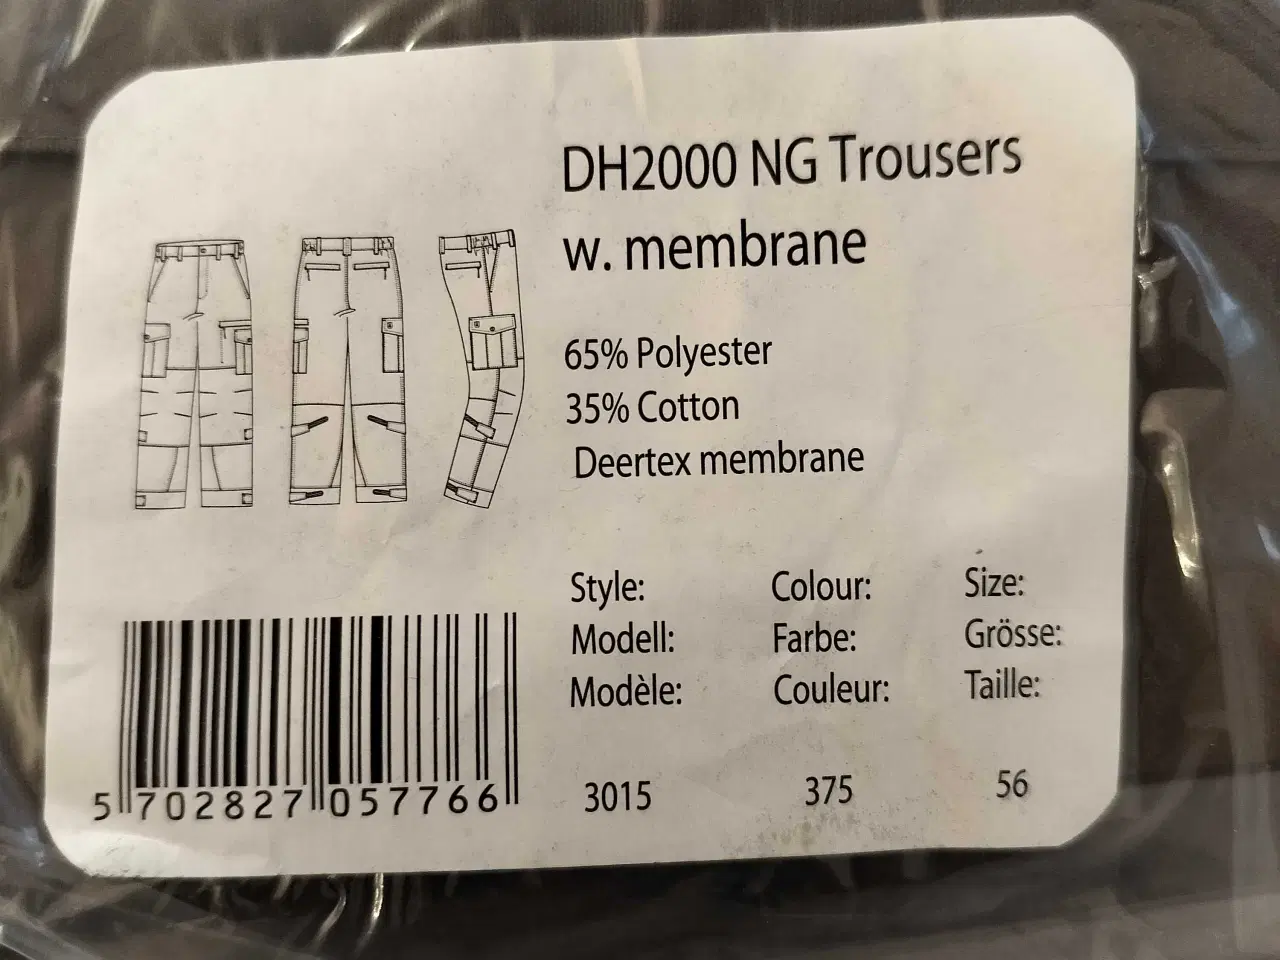 DH2000 NG Trousers
w. membrane
65% Polyester
35% Cotton
Deertex membrane
Style: Colour: Size:
Modell: Farbe: Grösse:
Modèle: Couleur: Taille:
3015 375 56
5 702827 057766